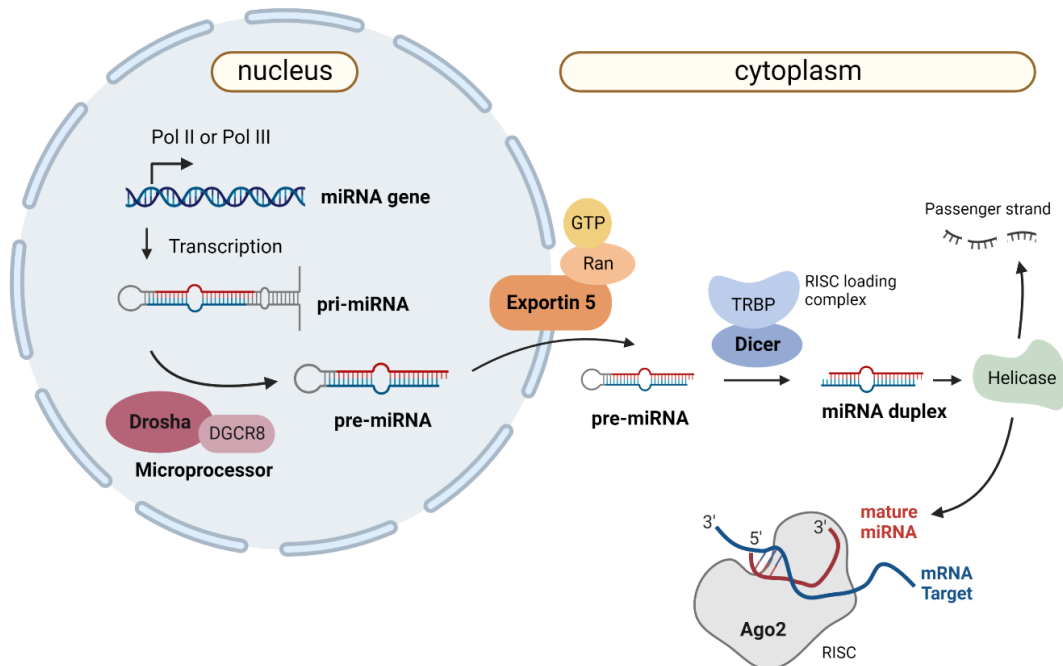 nucleus
cytoplasm
Pol II or Pol III
miRNA gene
Transcription
pri-miRNA
Drosha
DGCR8
Microprocessor
pre-miRNA
GTP
Ran
Exportin 5
pre-miRNA
TRBP
RISC loading
complex
Dicer
miRNA duplex
Passenger strand
Helicase
3'
5'
3'
mature
miRNA
mRNA
Target
Ago2
RISC